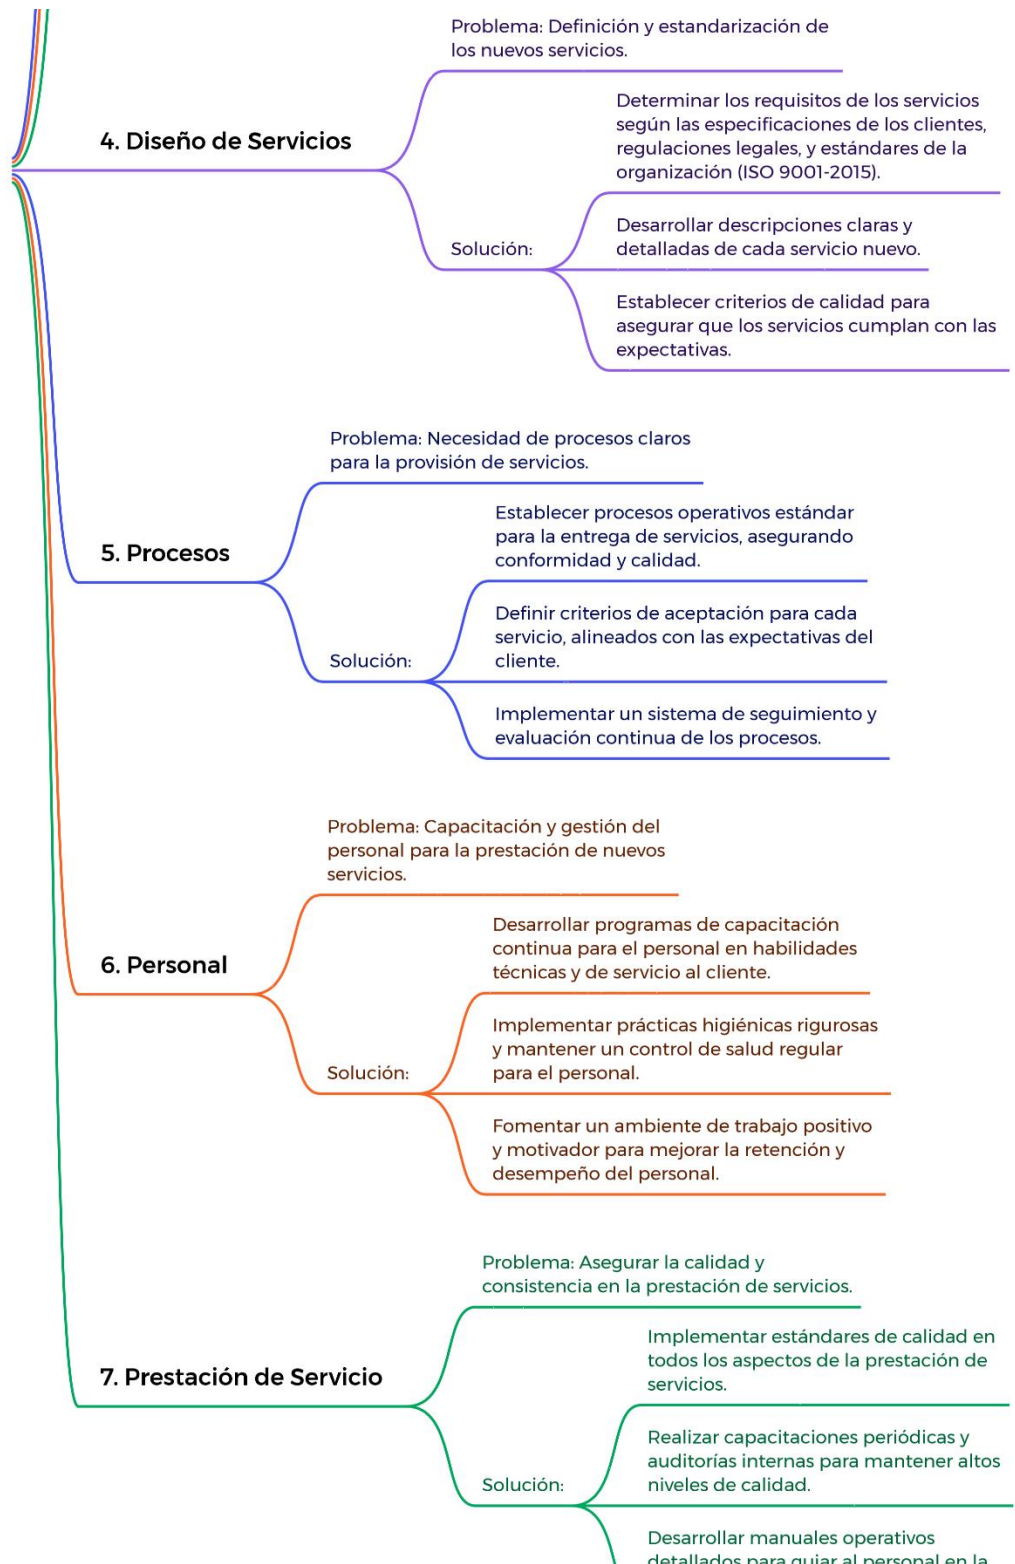 Problema: Definición y estandarización de
los nuevos servicios.
4. Diseño de Servicios
Solución:
Determinar los requisitos de los servicios
según las especificaciones de los clientes,
regulaciones legales, y estándares de la
organización (ISO 9001-2015).
Desarrollar descripciones claras y
detalladas de cada servicio nuevo.
Establecer criterios de calidad para
asegurar que los servicios cumplan con las
expectativas.
Problema: Necesidad de procesos claros
para la provisión de servicios.
5. Procesos
Solución:
Establecer procesos operativos estándar
para la entrega de servicios, asegurando
conformidad y calidad.
Definir criterios de aceptación para cada
servicio, alineados con las expectativas del
cliente.
Implementar un sistema de seguimiento y
evaluación continua de los procesos.
Problema: Capacitación y gestión del
personal para la prestación de nuevos
servicios.
6. Personal
Solución:
Desarrollar programas de capacitación
continua para el personal en habilidades
técnicas y de servicio al cliente.
Implementar prácticas higiénicas rigurosas
y mantener un control de salud regular
para el personal.
Fomentar un ambiente de trabajo positivo
y motivador para mejorar la retención y
desempeño del personal.
Problema: Asegurar la calidad y
consistencia en la prestación de servicios.
7. Prestación de Servicio
Solución:
Implementar estándares de calidad en
todos los aspectos de la prestación de
servicios.
Realizar capacitaciones periódicas y
auditorías internas para mantener altos
niveles de calidad.
Desarrollar manuales operativos
detallados para guiar al personal en la